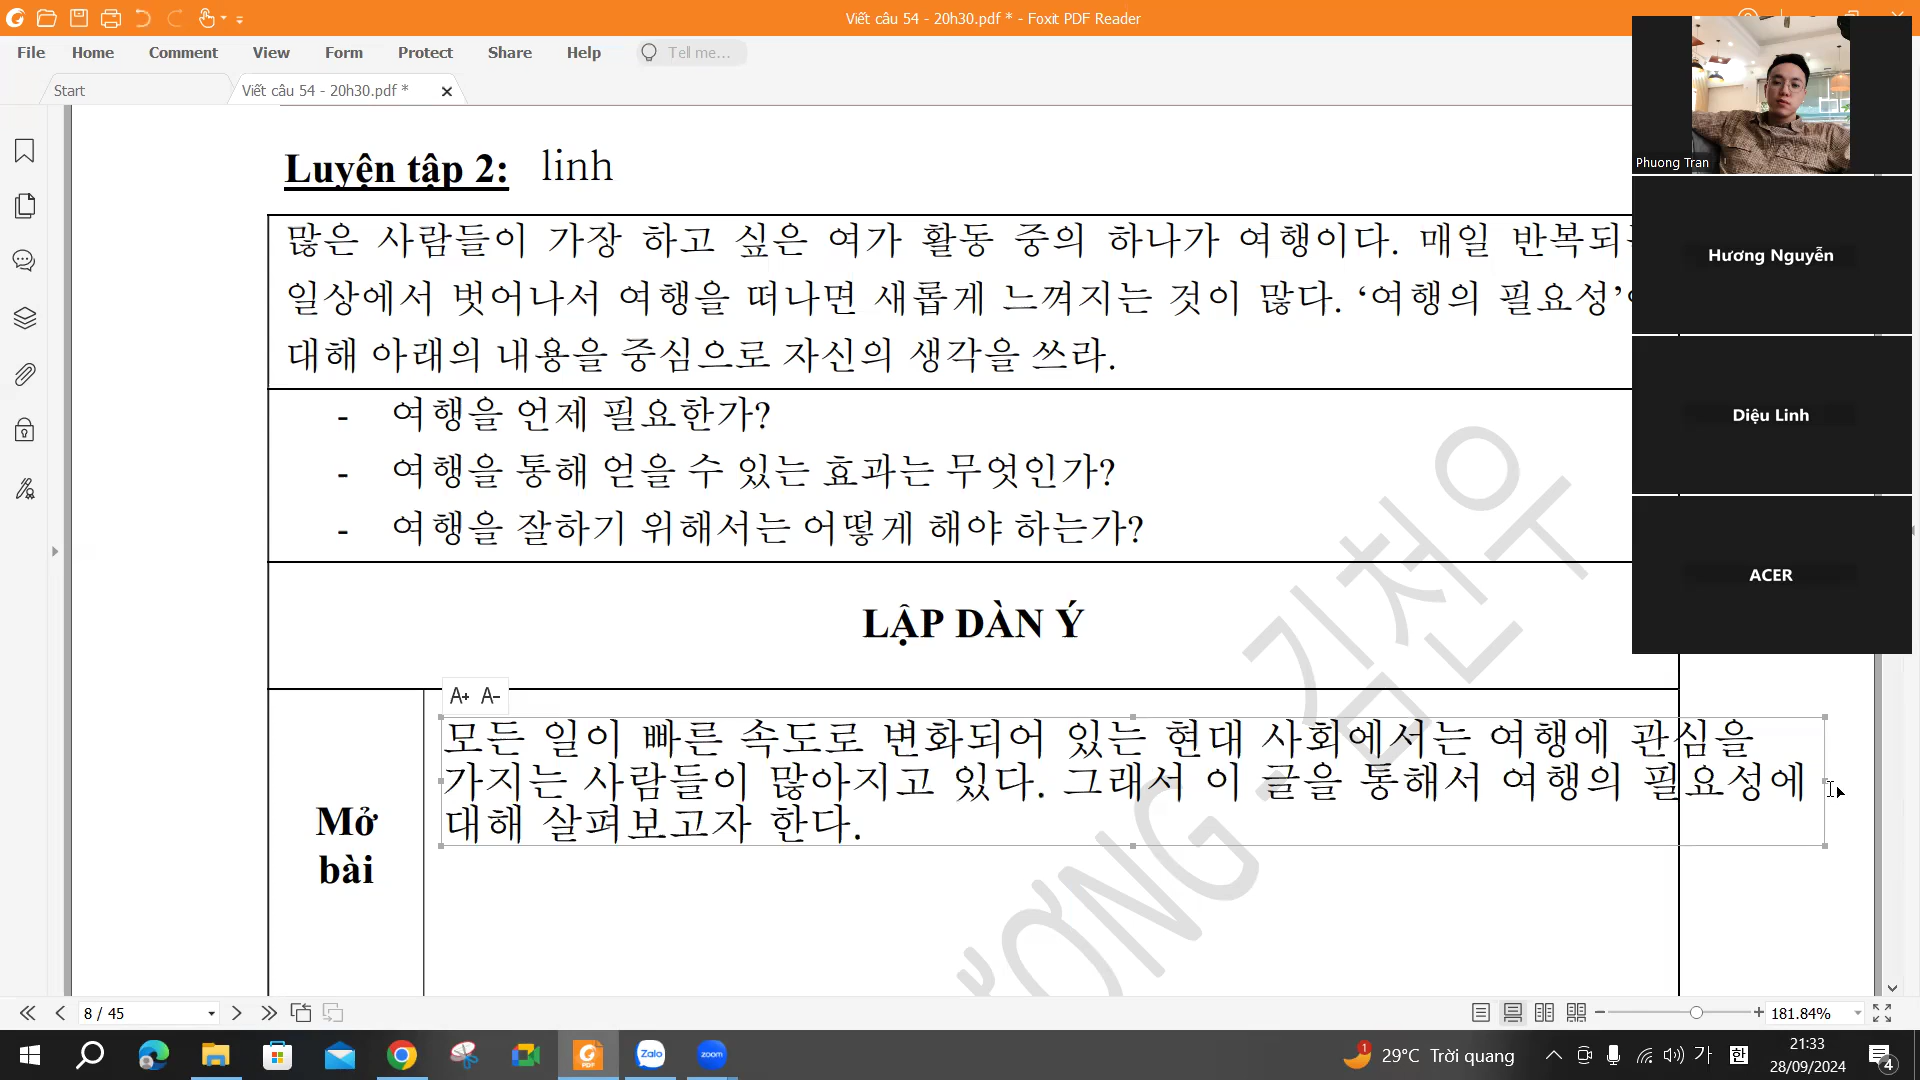 Viết câu 54 - 20h30.pdf * - Foxit PDF Reader
File Home Comment View Form Protect Share Help Tell me...
Start Viết câu 54 - 20h30.pdf *
Luyện tập 2: linh
많은 사람들이 가장 하고 싶은 여가 활동 중의 하나가 여행이다. 매일 반복되
일상에서 벗어나서 여행을 떠나면 새롭게 느껴지는 것이 많다. ‘여행의 필요성’
대해 아래의 내용을 중심으로 자신의 생각을 쓰라.
- 여행을 언제 필요한가?
- 여행을 통해 얻을 수 있는 효과는 무엇인가?
- 여행을 잘하기 위해서는 어떻게 해야 하는가?
LẬP DÀN Ý
A+ A-
모든 일이 빠른 속도로 변화되어 있는 현대 사회에서는 여행에 관심을
가지는 사람들이 많아지고 있다. 그래서 이 글을 통해서 여행의 필요성에
대해 살펴보고자 한다.
Mở
bài
ƯƠNG - 김천우
Phuong Tran
Hương Nguyễn
Diệu Linh
ACER
8 / 45
181.84%
PDF
Zalo
zoom
1
29°C Trời quang
가
한
21:33
28/09/2024
4